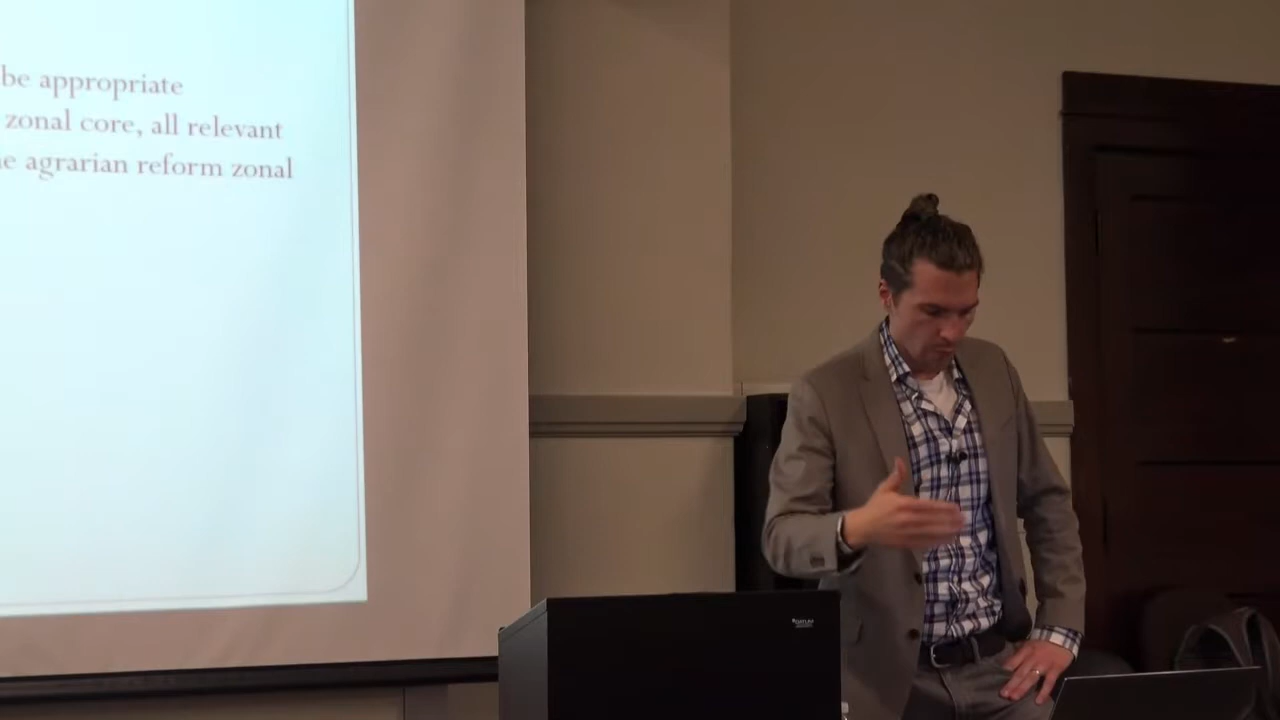 be appropriate
zonal core, all relevant
agrarian reform zonal